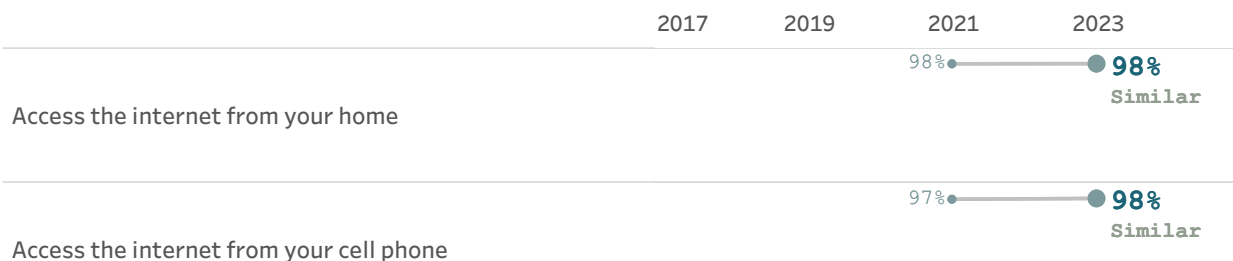 2017 2019 2021 2023
98% 98%
Similar
Access the internet from your home
97% 98%
Similar
Access the internet from your cell phone